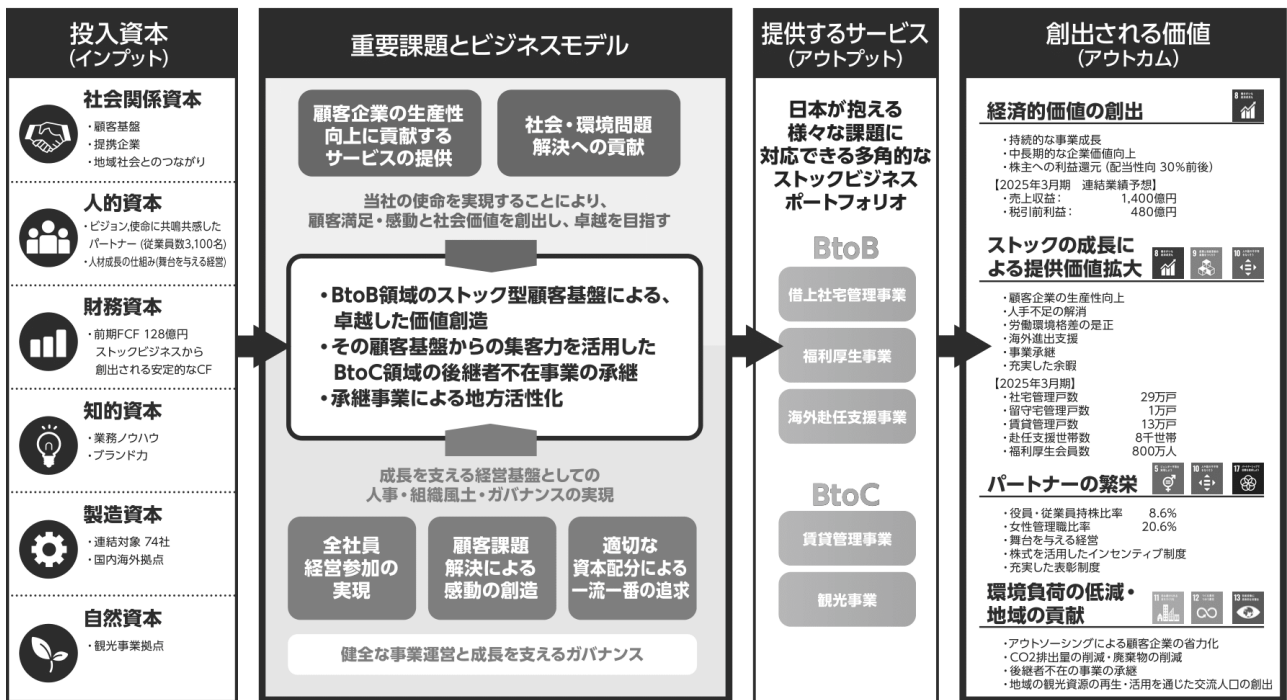 投入資本
(インプット)
社会関係資本
・顧客基盤
・提携企業
・地域社会とのつながり
人的資本
・ビジョン,使命に共鳴共感した
パートナー (従業員数3,100名)
・人材成長の仕組み(舞台を与える経営)
財務資本
・前期FCF 128億円
ストックビジネスから
創出される安定的なCF
知的資本
・業務ノウハウ
・ブランド力
製造資本
・連結対象 74社
・国内海外拠点
自然資本
・観光事業拠点
重要課題とビジネスモデル
顧客企業の生産性
向上に貢献する
サービスの提供
社会・環境問題
解決への貢献
当社の使命を実現することにより、
顧客満足・感動と社会価値を創出し、卓越を目指す
・BtoB領域のストック型顧客基盤による、
卓越した価値創造
・その顧客基盤からの集客力を活用した
BtoC領域の後継者不在事業の承継
・承継事業による地方活性化
成長を支える経営基盤としての
人事・組織風土・ガバナンスの実現
全社員
経営参加の
実現
顧客課題
解決による
感動の創造
適切な
資本配分による
一流一番の追求
健全な事業運営と成長を支えるガバナンス
提供するサービス
(アウトプット)
日本が抱える
様々な課題に
対応できる多角的な
ストックビジネス
ポートフォリオ
BtoB
借上社宅管理事業
福利厚生事業
海外赴任支援事業
BtoC
賃貸管理事業
観光事業
創出される価値
(アウトカム)
経済的価値の創出
8
・持続的な事業成長
・中長期的な企業価値向上
・株主への利益還元 (配当性向 30%前後)
【2025年3月期 連結業績予想】
・売上収益： 1,400億円
・税引前利益： 480億円
ストックの成長に
よる提供価値拡大
8 9 10
・顧客企業の生産性向上
・人手不足の解消
・労働環境格差の是正
・海外進出支援
・事業承継
・充実した余暇
【2025年3月期】
・社宅管理戸数 29万戸
・留守宅管理戸数 1万戸
・賃貸管理戸数 13万戸
・赴任支援世帯数 8千世帯
・福利厚生会員数 800万人
パートナーの繁栄
5 10 17
・役員・従業員持株比率 8.6%
・女性管理職比率 20.6%
・舞台を与える経営
・株式を活用したインセンティブ制度
・充実した表彰制度
環境負荷の低減・
地域の貢献
11 12 13
・アウトソーシングによる顧客企業の省力化
・CO2排出量の削減・廃棄物の削減
・後継者不在の事業の承継
・地域の観光資源の再生・活用を通じた交流人口の創出